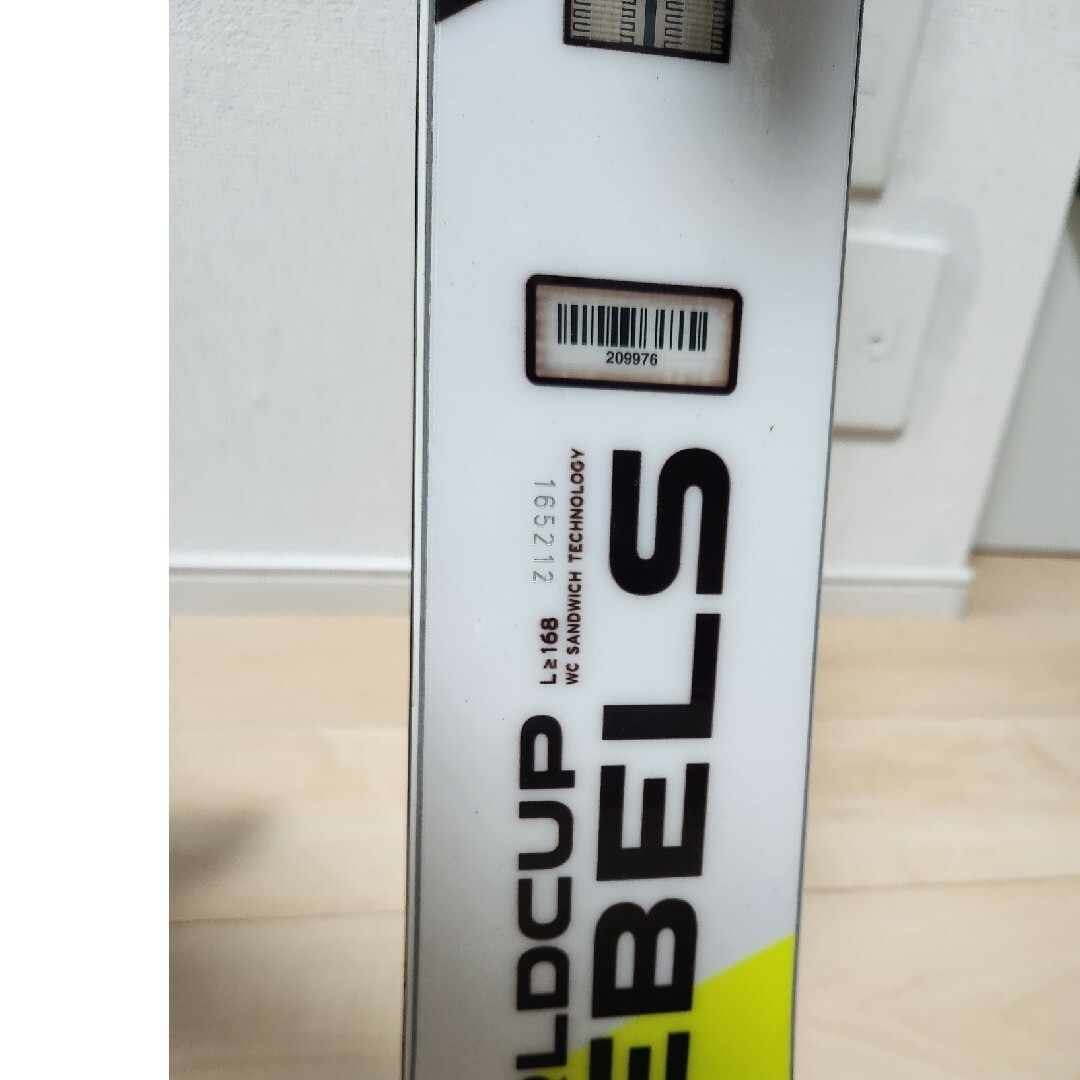 209976
165212
L≥168
WC SANDWICH TECHNOLOGY
LDCUP
EBELS